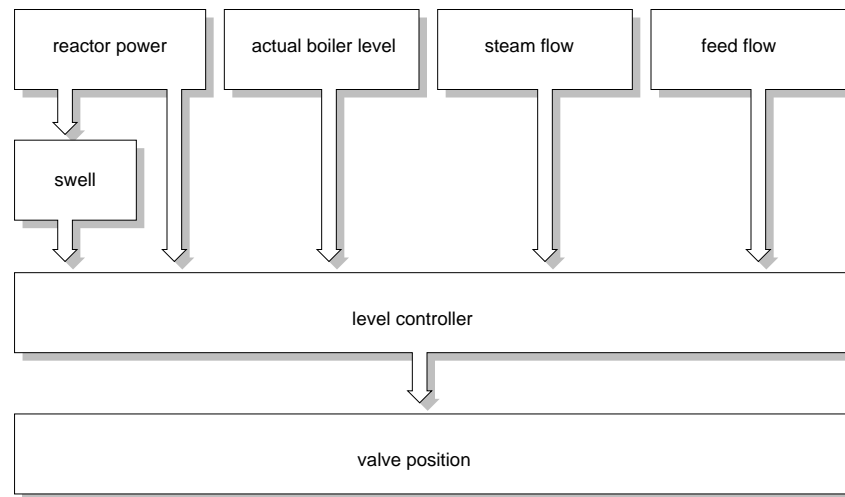 reactor power
actual boiler level
steam flow
feed flow
swell
level controller
valve position